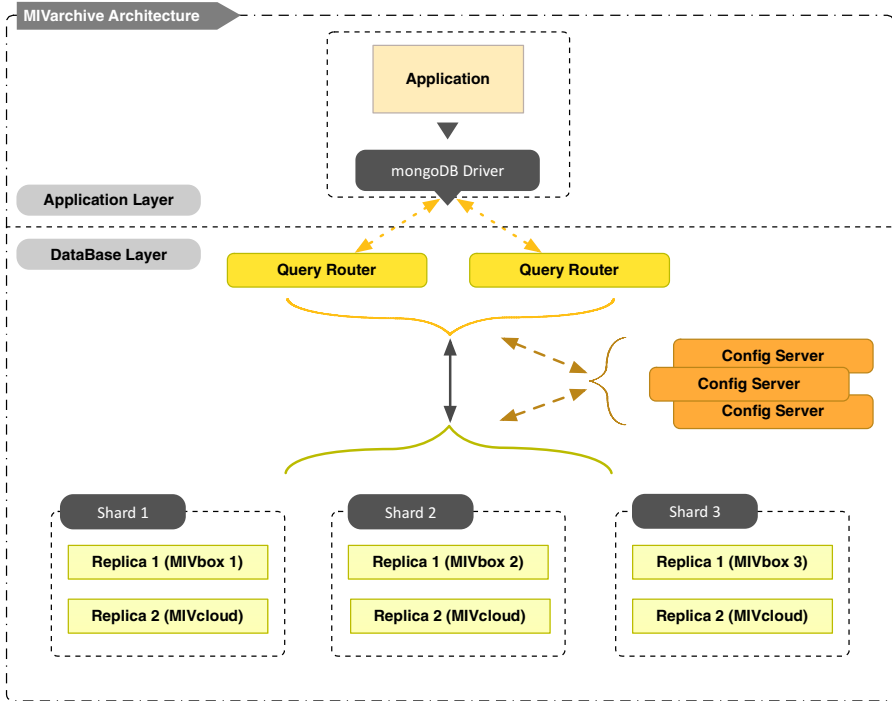 MIVarchive Architecture
Application
mongoDB Driver
Application Layer
DataBase Layer
Query Router
Query Router
Config Server
Config Server
Config Server
Shard 1
Shard 2
Shard 3
Replica 1 (MIVbox 1)
Replica 1 (MIVbox 2)
Replica 1 (MIVbox 3)
Replica 2 (MIVcloud)
Replica 2 (MIVcloud)
Replica 2 (MIVcloud)